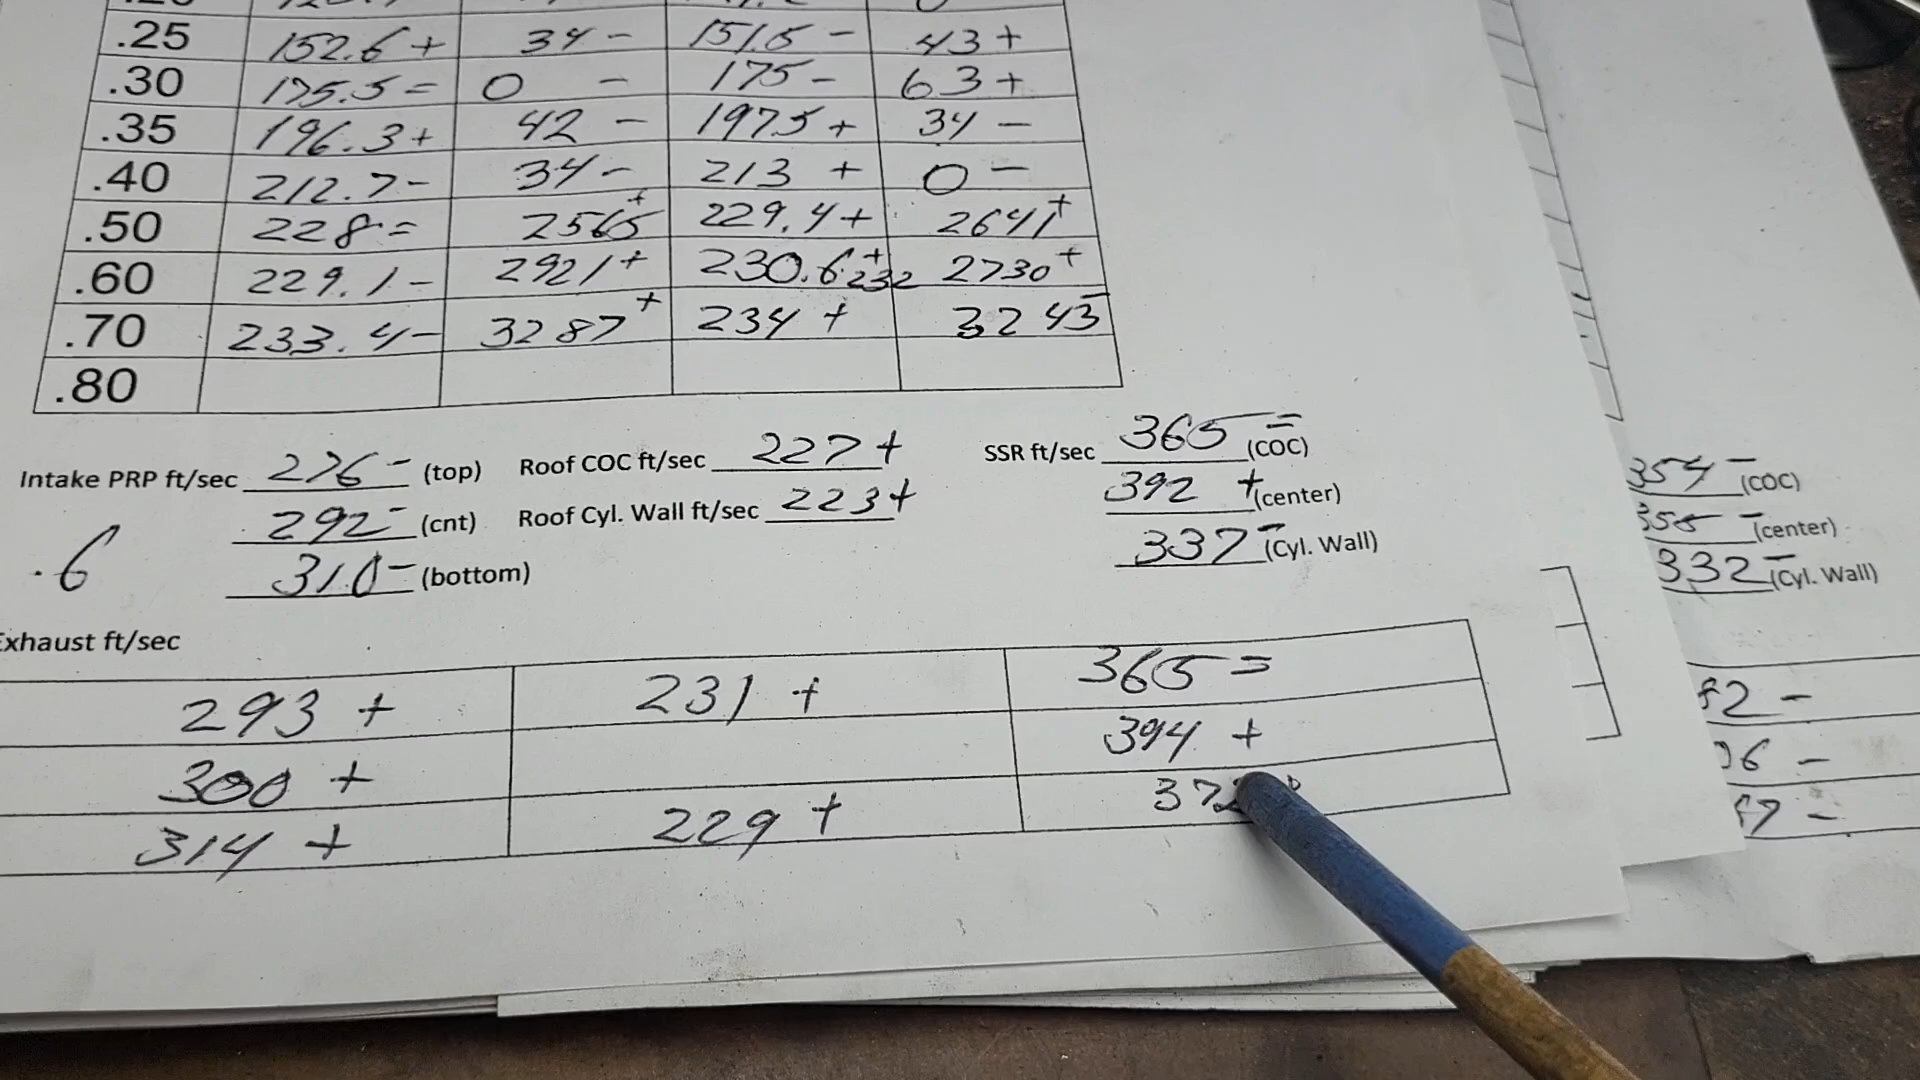 .25 152.6 + 34 - 151.5 - 43 +
.30 175.5 = 0 - 175 - 63 +
.35 196.3 + 42 - 197.5 + 34 -
.40 212.7 - 34 - 213 + 0 -
.50 228 = 2565 + 229.4 + 2641 +
.60 229.1 - 2921 + 230.6 + 232 2730 +
.70 233.4 - 3287 + 234 + 3243 -
.80
Intake PRP ft/sec 276 - (top) Roof COC ft/sec 227 + SSR ft/sec 365 = (COC)
292 - (cnt) Roof Cyl. Wall ft/sec 223 + 392 + (center)
.6 310 - (bottom) 337 - (Cyl. Wall)
Exhaust ft/sec
293 + 231 + 365 =
300 + 394 +
314 + 229 +
354 - (COC)
(center)
332 - (Cyl. Wall)